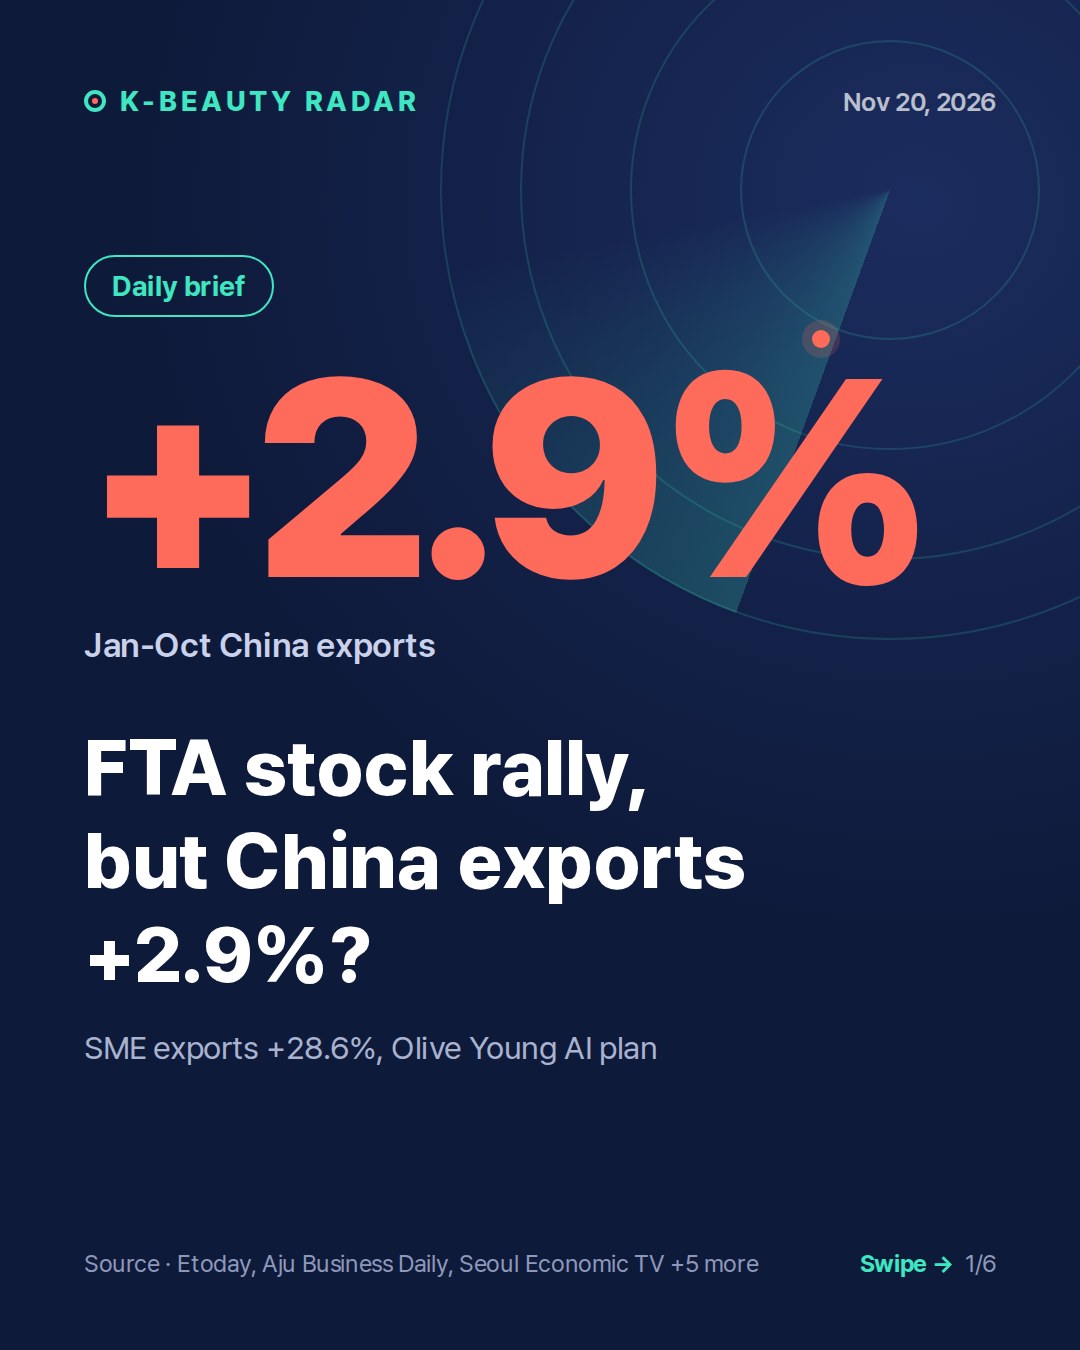 K-BEAUTY RADAR
Nov 20, 2026
Daily brief
+2.9%
Jan-Oct China exports
FTA stock rally,
but China exports
+2.9%?
SME exports +28.6%, Olive Young AI plan
Source · Etoday, Aju Business Daily, Seoul Economic TV +5 more
Swipe → 1/6